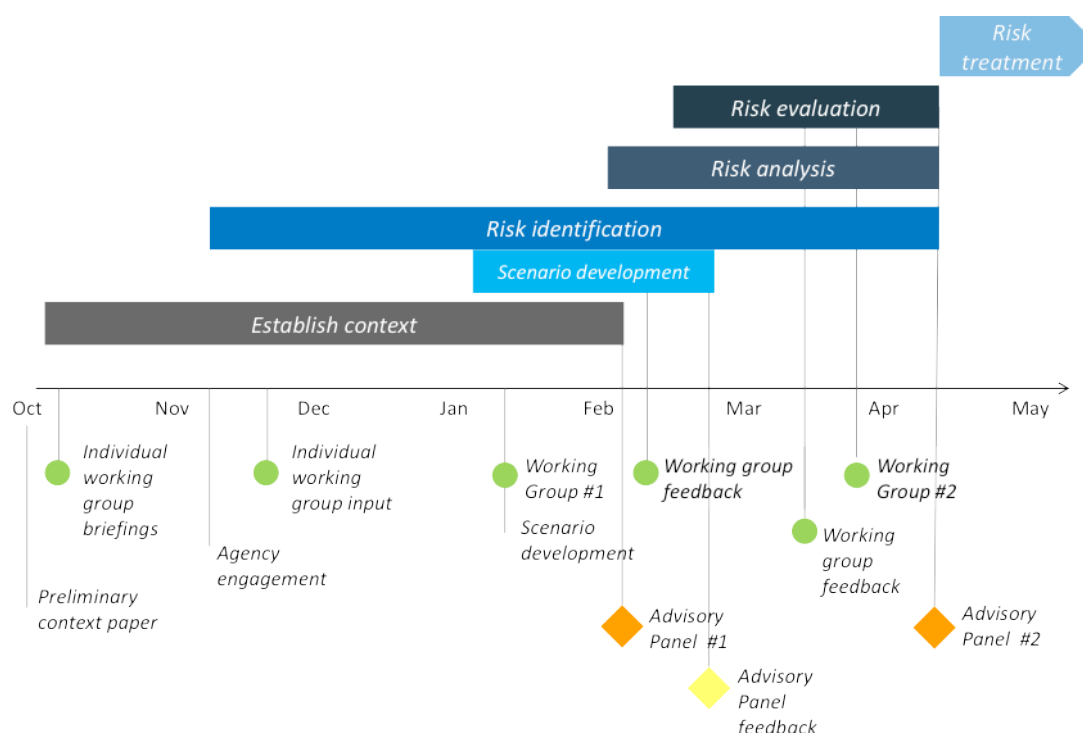 Risk
treatment
Risk evaluation
Risk analysis
Risk identification
Scenario development
Establish context
Oct Nov Dec Jan Feb Mar Apr May
Individual
working
group
briefings
Individual
working
group input
Working
Group #1
Working group
feedback
Working
Group #2
Scenario
development
Working
group
feedback
Agency
engagement
Preliminary
context paper
Advisory
Panel #1
Advisory
Panel #2
Advisory
Panel
feedback